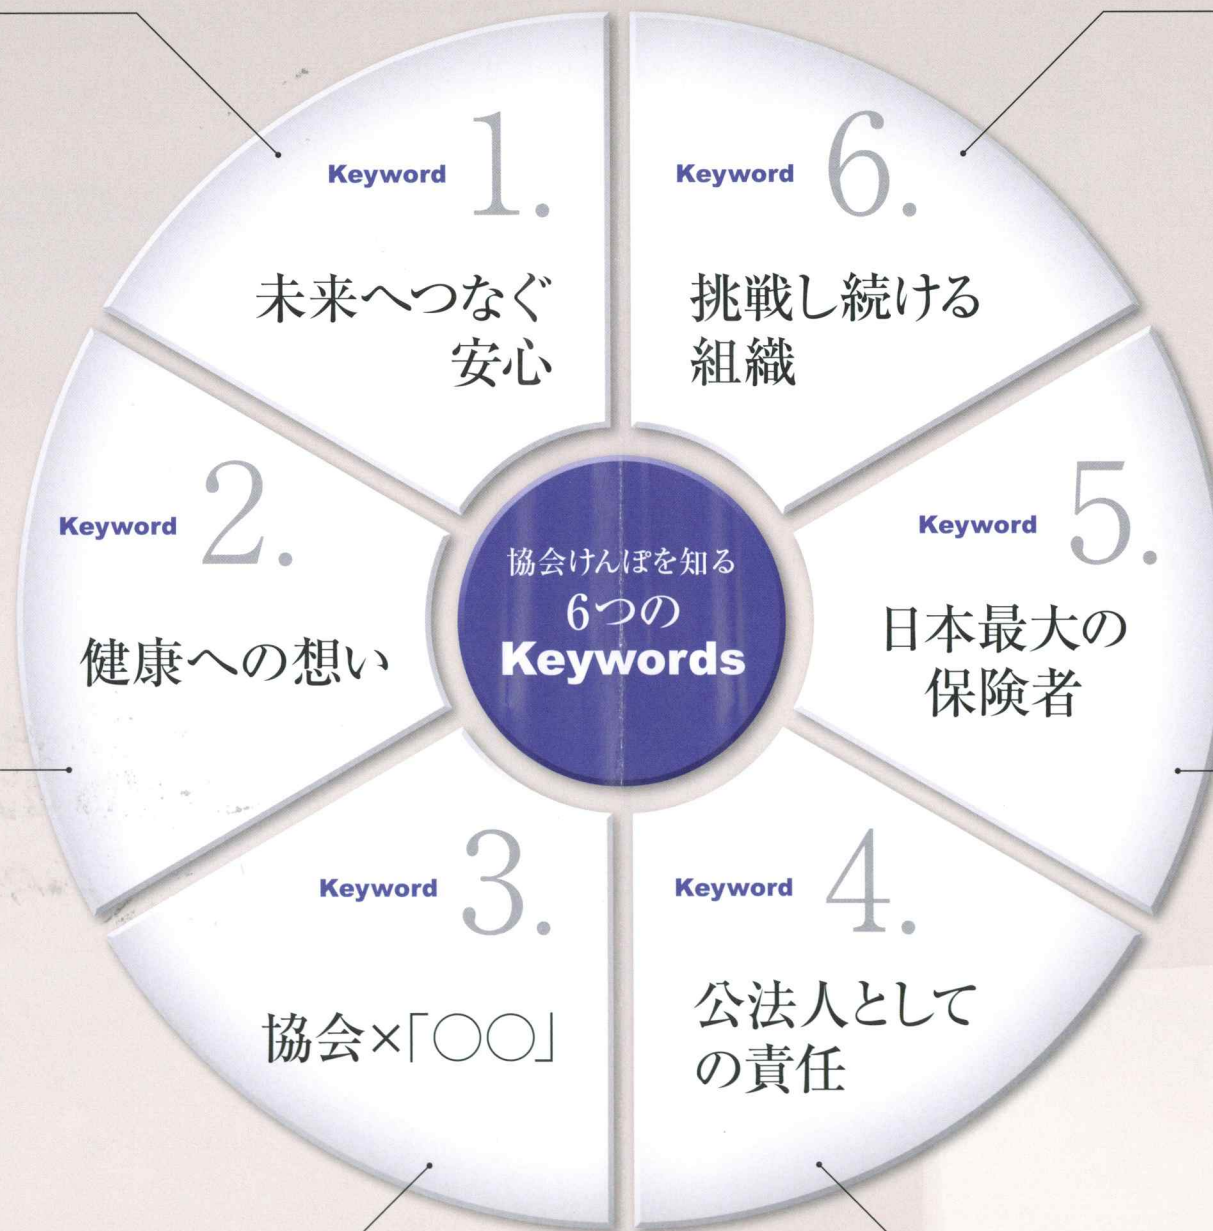 協会けんぽを知る
6つの
Keywords
Keyword 1.
未来へつなぐ
安心
Keyword 2.
健康への想い
Keyword 3.
協会×「〇〇」
Keyword 4.
公法人として
の責任
Keyword 5.
日本最大の
保険者
Keyword 6.
挑戦し続ける
組織